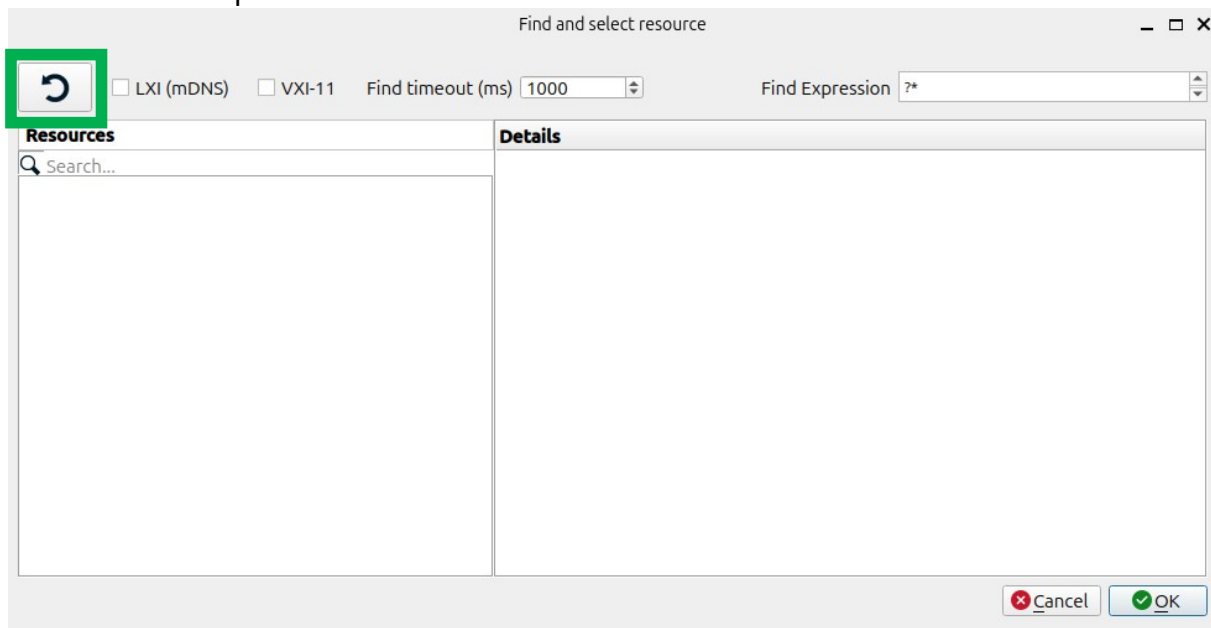 Find and select resource
LXI (mDNS) VXI-11 Find timeout (ms) 1000 Find Expression ?*
Resources Details
Search...
Cancel OK